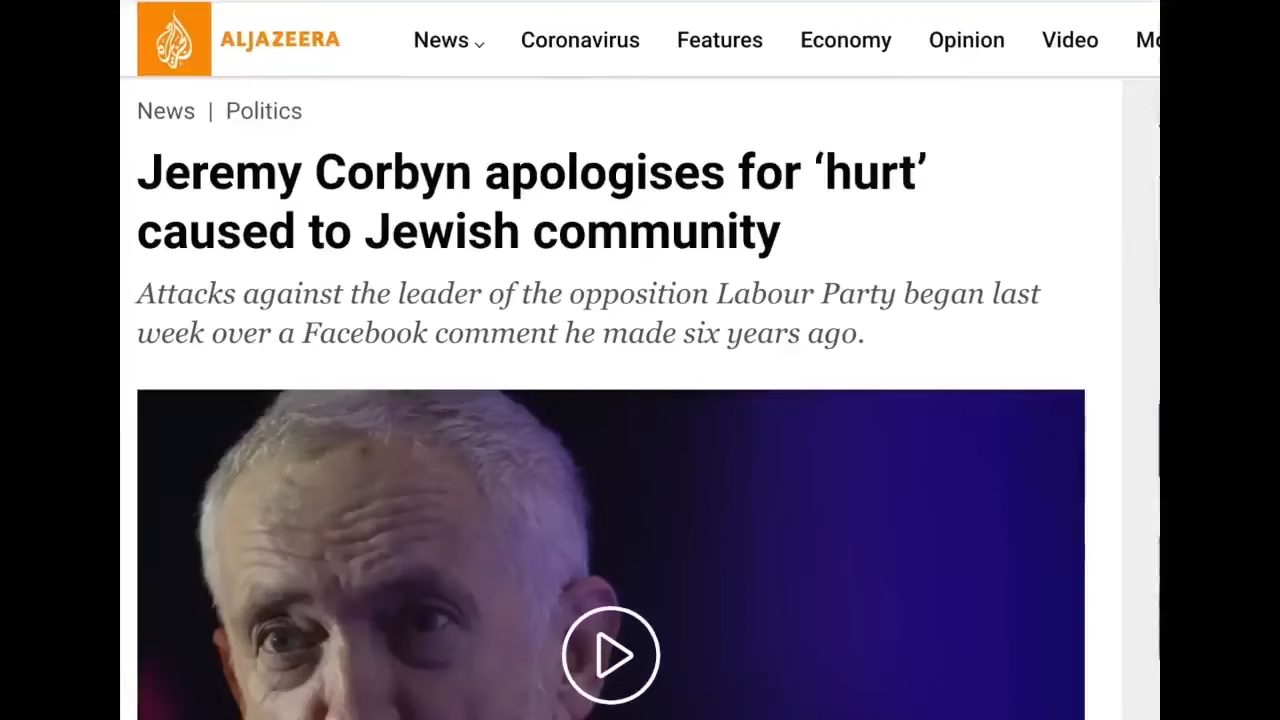 ALJAZEERA News Coronavirus Features Economy Opinion Video
News | Politics
Jeremy Corbyn apologises for ‘hurt’
caused to Jewish community
Attacks against the leader of the opposition Labour Party began last
week over a Facebook comment he made six years ago.